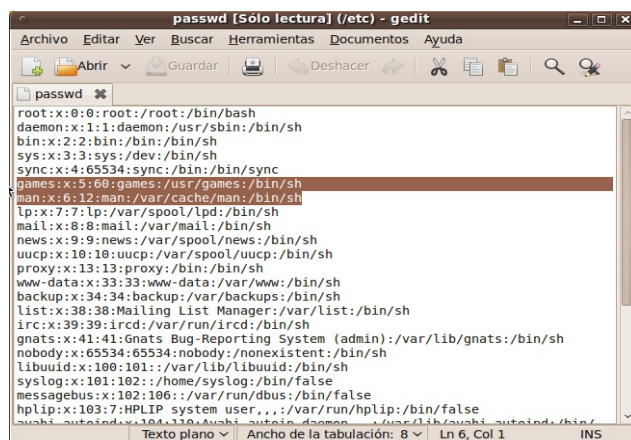 passwd [Sólo lectura] (/etc) - gedit
Archivo Editar Ver Buscar Herramientas Documentos Ayuda
Abrir Guardar Deshacer
passwd
root:x:0:0:root:/root:/bin/bash
daemon:x:1:1:daemon:/usr/sbin:/bin/sh
bin:x:2:2:bin:/bin:/bin/sh
sys:x:3:3:sys:/dev:/bin/sh
sync:x:4:65534:sync:/bin:/bin/sync
games:x:5:60:games:/usr/games:/bin/sh
man:x:6:12:man:/var/cache/man:/bin/sh
lp:x:7:7:lp:/var/spool/lpd:/bin/sh
mail:x:8:8:mail:/var/mail:/bin/sh
news:x:9:9:news:/var/spool/news:/bin/sh
uucp:x:10:10:uucp:/var/spool/uucp:/bin/sh
proxy:x:13:13:proxy:/bin:/bin/sh
www-data:x:33:33:www-data:/var/www:/bin/sh
backup:x:34:34:backup:/var/backups:/bin/sh
list:x:38:38:Mailing List Manager:/var/list:/bin/sh
irc:x:39:39:ircd:/var/run/ircd:/bin/sh
gnats:x:41:41:Gnats Bug-Reporting System (admin):/var/lib/gnats:/bin/sh
nobody:x:65534:65534:nobody:/nonexistent:/bin/sh
libuuid:x:100:101::/var/lib/libuuid:/bin/sh
syslog:x:101:102::/home/syslog:/bin/false
messagebus:x:102:106::/var/run/dbus:/bin/false
hplip:x:103:7:HPLIP system user,,,:/var/run/hplip:/bin/false
Texto plano Ancho de la tabulación: 8 Ln 6, Col 1 INS